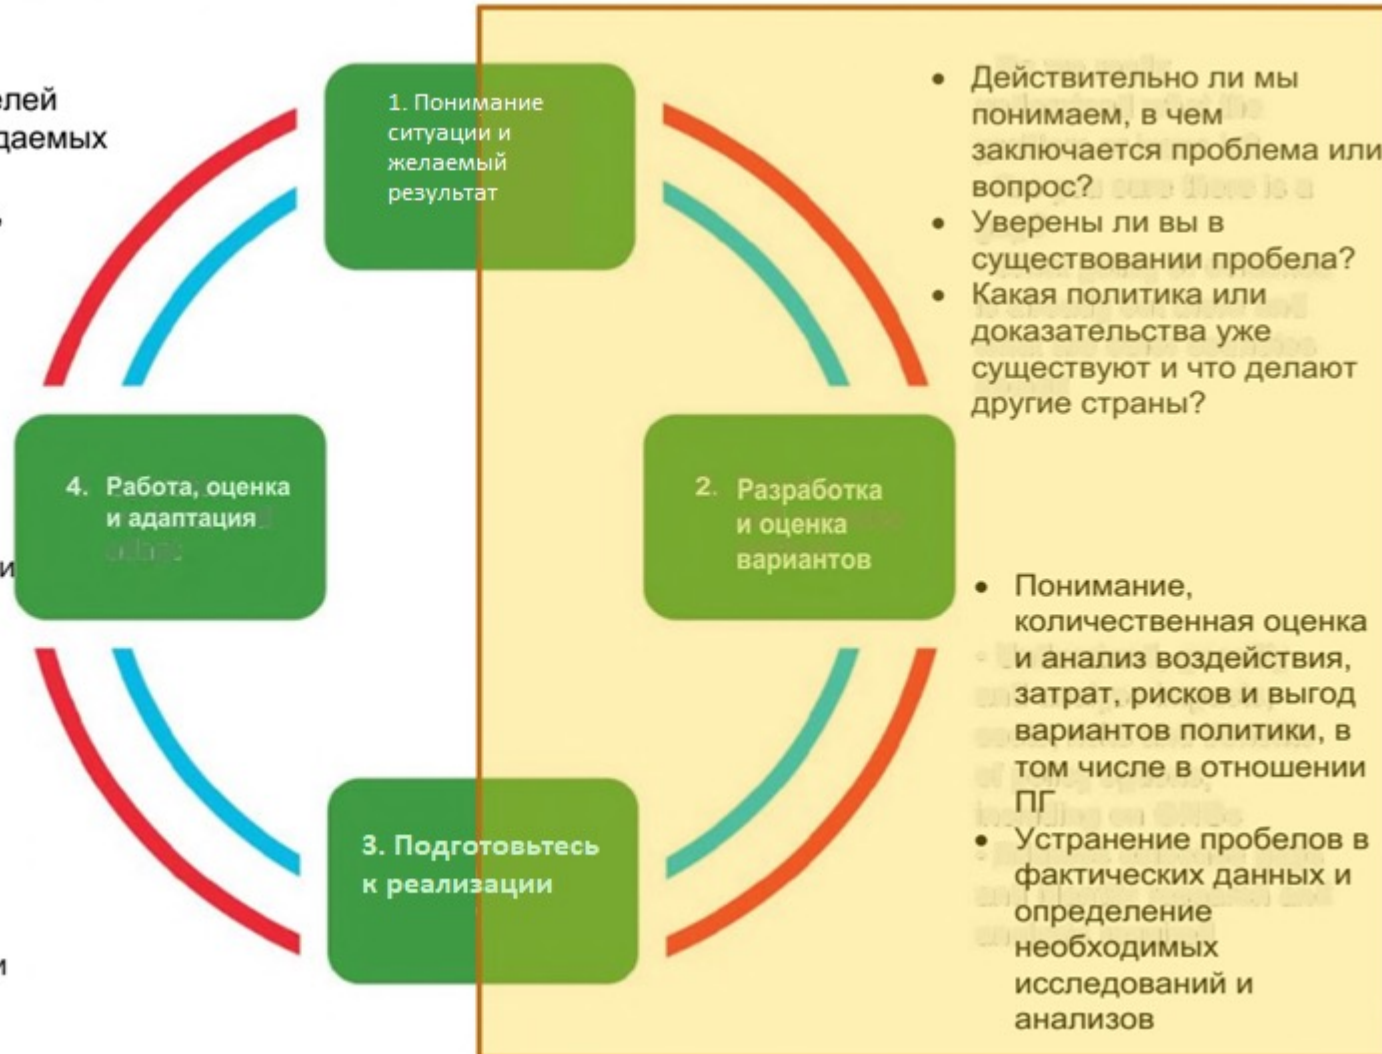 елей
даемых
1. Понимание
ситуации и
желаемый
результат
• Действительно ли мы
понимаем, в чем
заключается проблема или
вопрос?
• Уверены ли вы в
существовании пробела?
• Какая политика или
доказательства уже
существуют и что делают
другие страны?
4. Работа, оценка
и адаптация
и
2. Разработка
и оценка
вариантов
• Понимание,
количественная оценка
и анализ воздействия,
затрат, рисков и выгод
вариантов политики, в
том числе в отношении
ПГ
• Устранение пробелов в
фактических данных и
определение
необходимых
исследований и
анализов
3. Подготовьтесь
к реализации
и